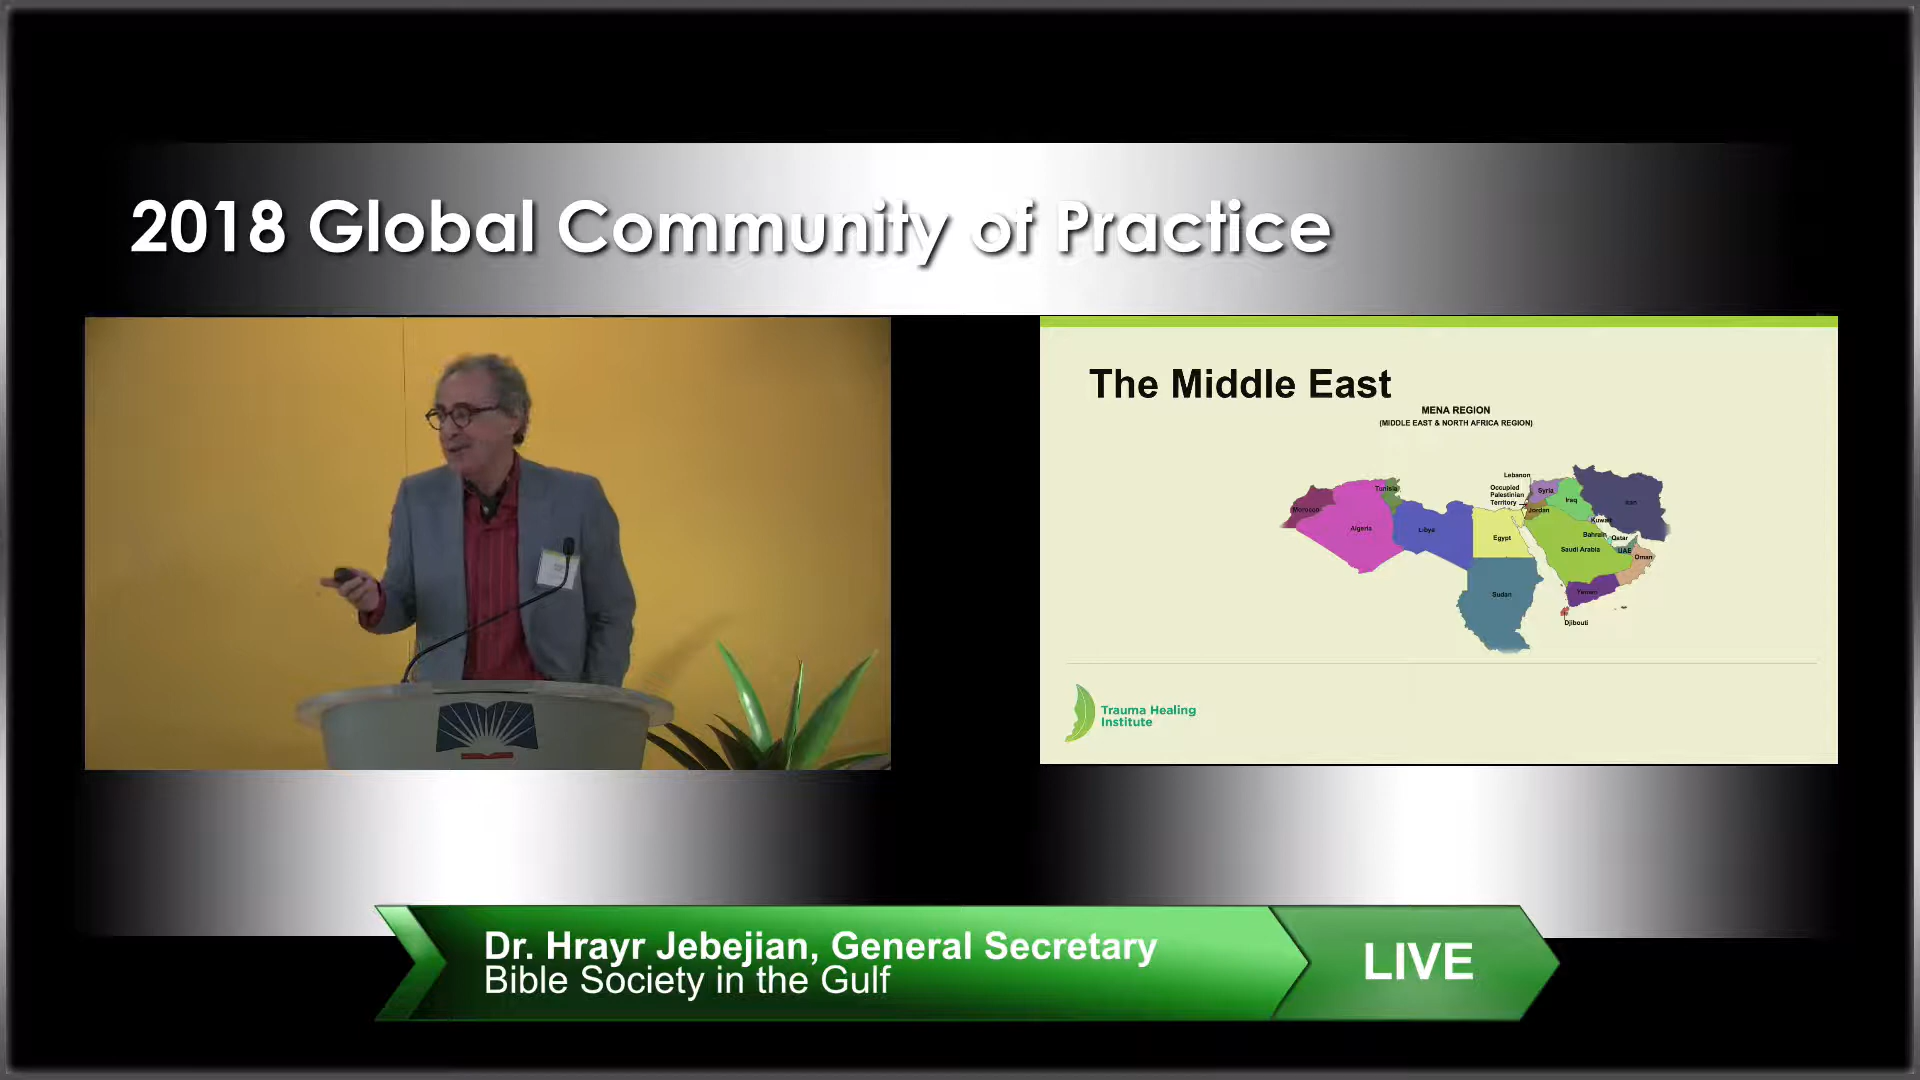 2018 Global Community of Practice
The Middle East
MENA REGION
(MIDDLE EAST & NORTH AFRICA REGION)
Lebanon
Occupied
Palestinian
Territory
Syria
Iraq
Iran
Jordan
Kuwait
Bahrain
Qatar
UAE
Oman
Saudi Arabia
Yemen
Djibouti
Morocco
Algeria
Tunisia
Libya
Egypt
Sudan
Trauma Healing
Institute
Dr. Hrayr Jebejian, General Secretary
Bible Society in the Gulf
LIVE